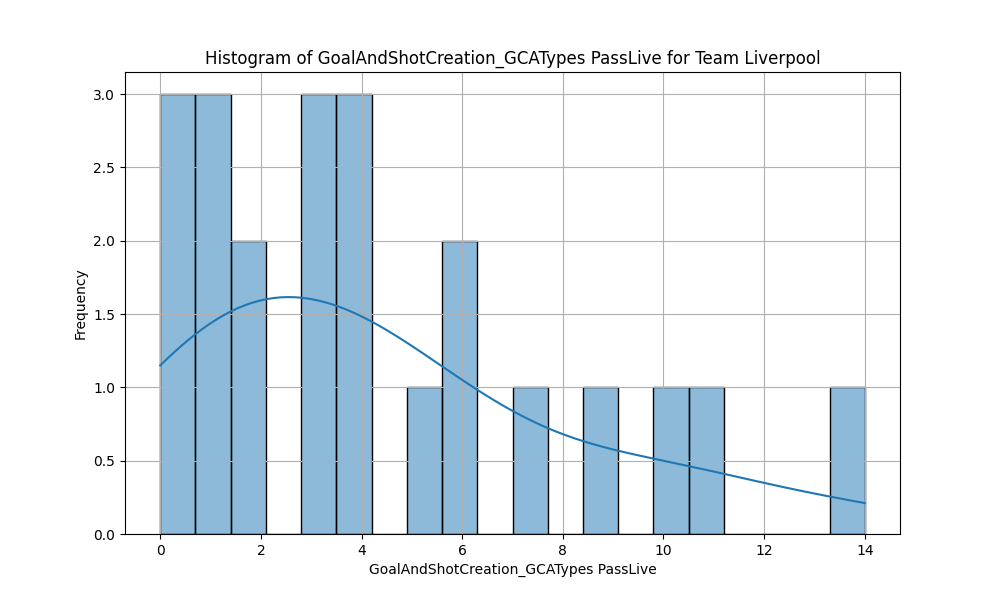 Histogram of GoalAndShotCreation_GCATypes PassLive for Team Liverpool
Frequency
3.0
2.5
2.0
1.5
1.0
0.5
0.0
0 2 4 6 8 10 12 14
GoalAndShotCreation_GCATypes PassLive